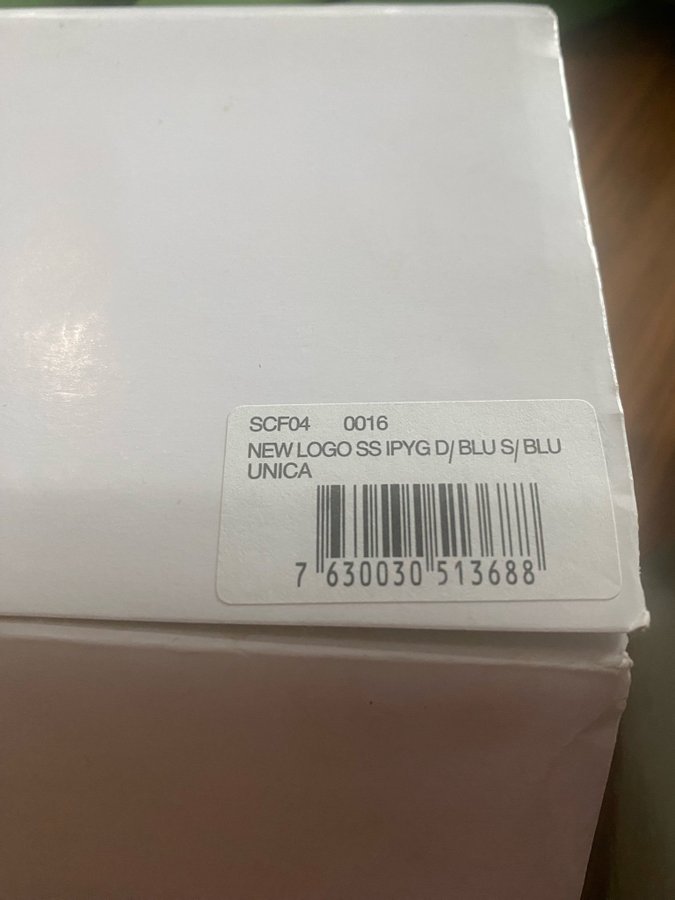 SCF04 0016
NEW LOGO SS IPYG D/ BLU S/ BLU
UNICA
7 630030 513688